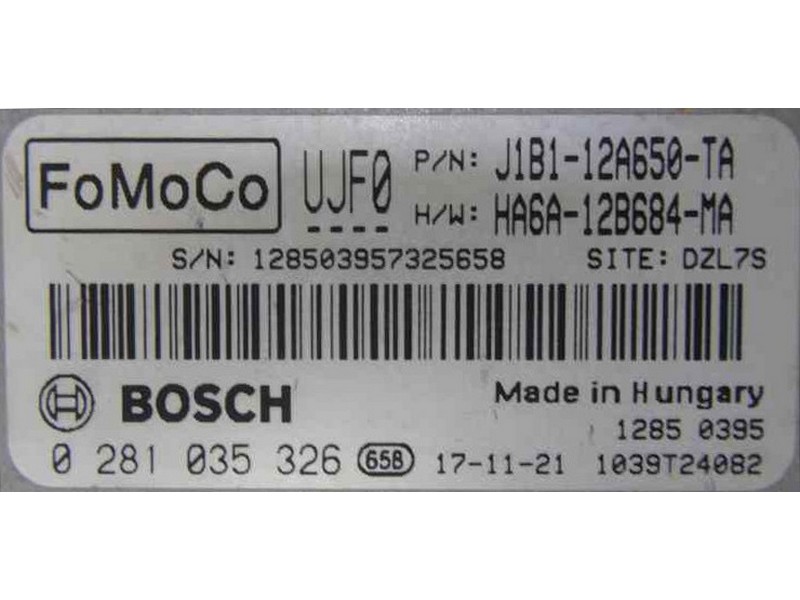 FoMoCo UJF0 P/N: J1B1-12A650-TA
H/W: HA6A-12B684-MA
S/N: 128503957325658 SITE: DZL7S
BOSCH Made in Hungary
1285 0395
0 281 035 326 658 17-11-21 1039T24082